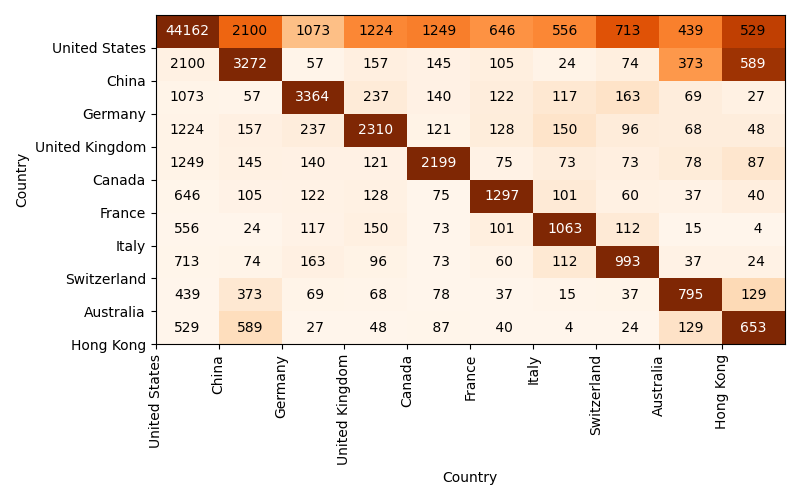 44162 2100 1073 1224 1249 646 556 713 439 529
United States
2100 3272 57 157 145 105 24 74 373 589
China
1073 57 3364 237 140 122 117 163 69 27
Germany
1224 157 237 2310 121 128 150 96 68 48
United Kingdom
1249 145 140 121 2199 75 73 73 78 87
Canada
646 105 122 128 75 1297 101 60 37 40
France
556 24 117 150 73 101 1063 112 15 4
Italy
713 74 163 96 73 60 112 993 37 24
Switzerland
439 373 69 68 78 37 15 37 795 129
Australia
529 589 27 48 87 40 4 24 129 653
Hong Kong
Country
United States
China
Germany
United Kingdom
Canada
France
Italy
Switzerland
Australia
Hong Kong
Country